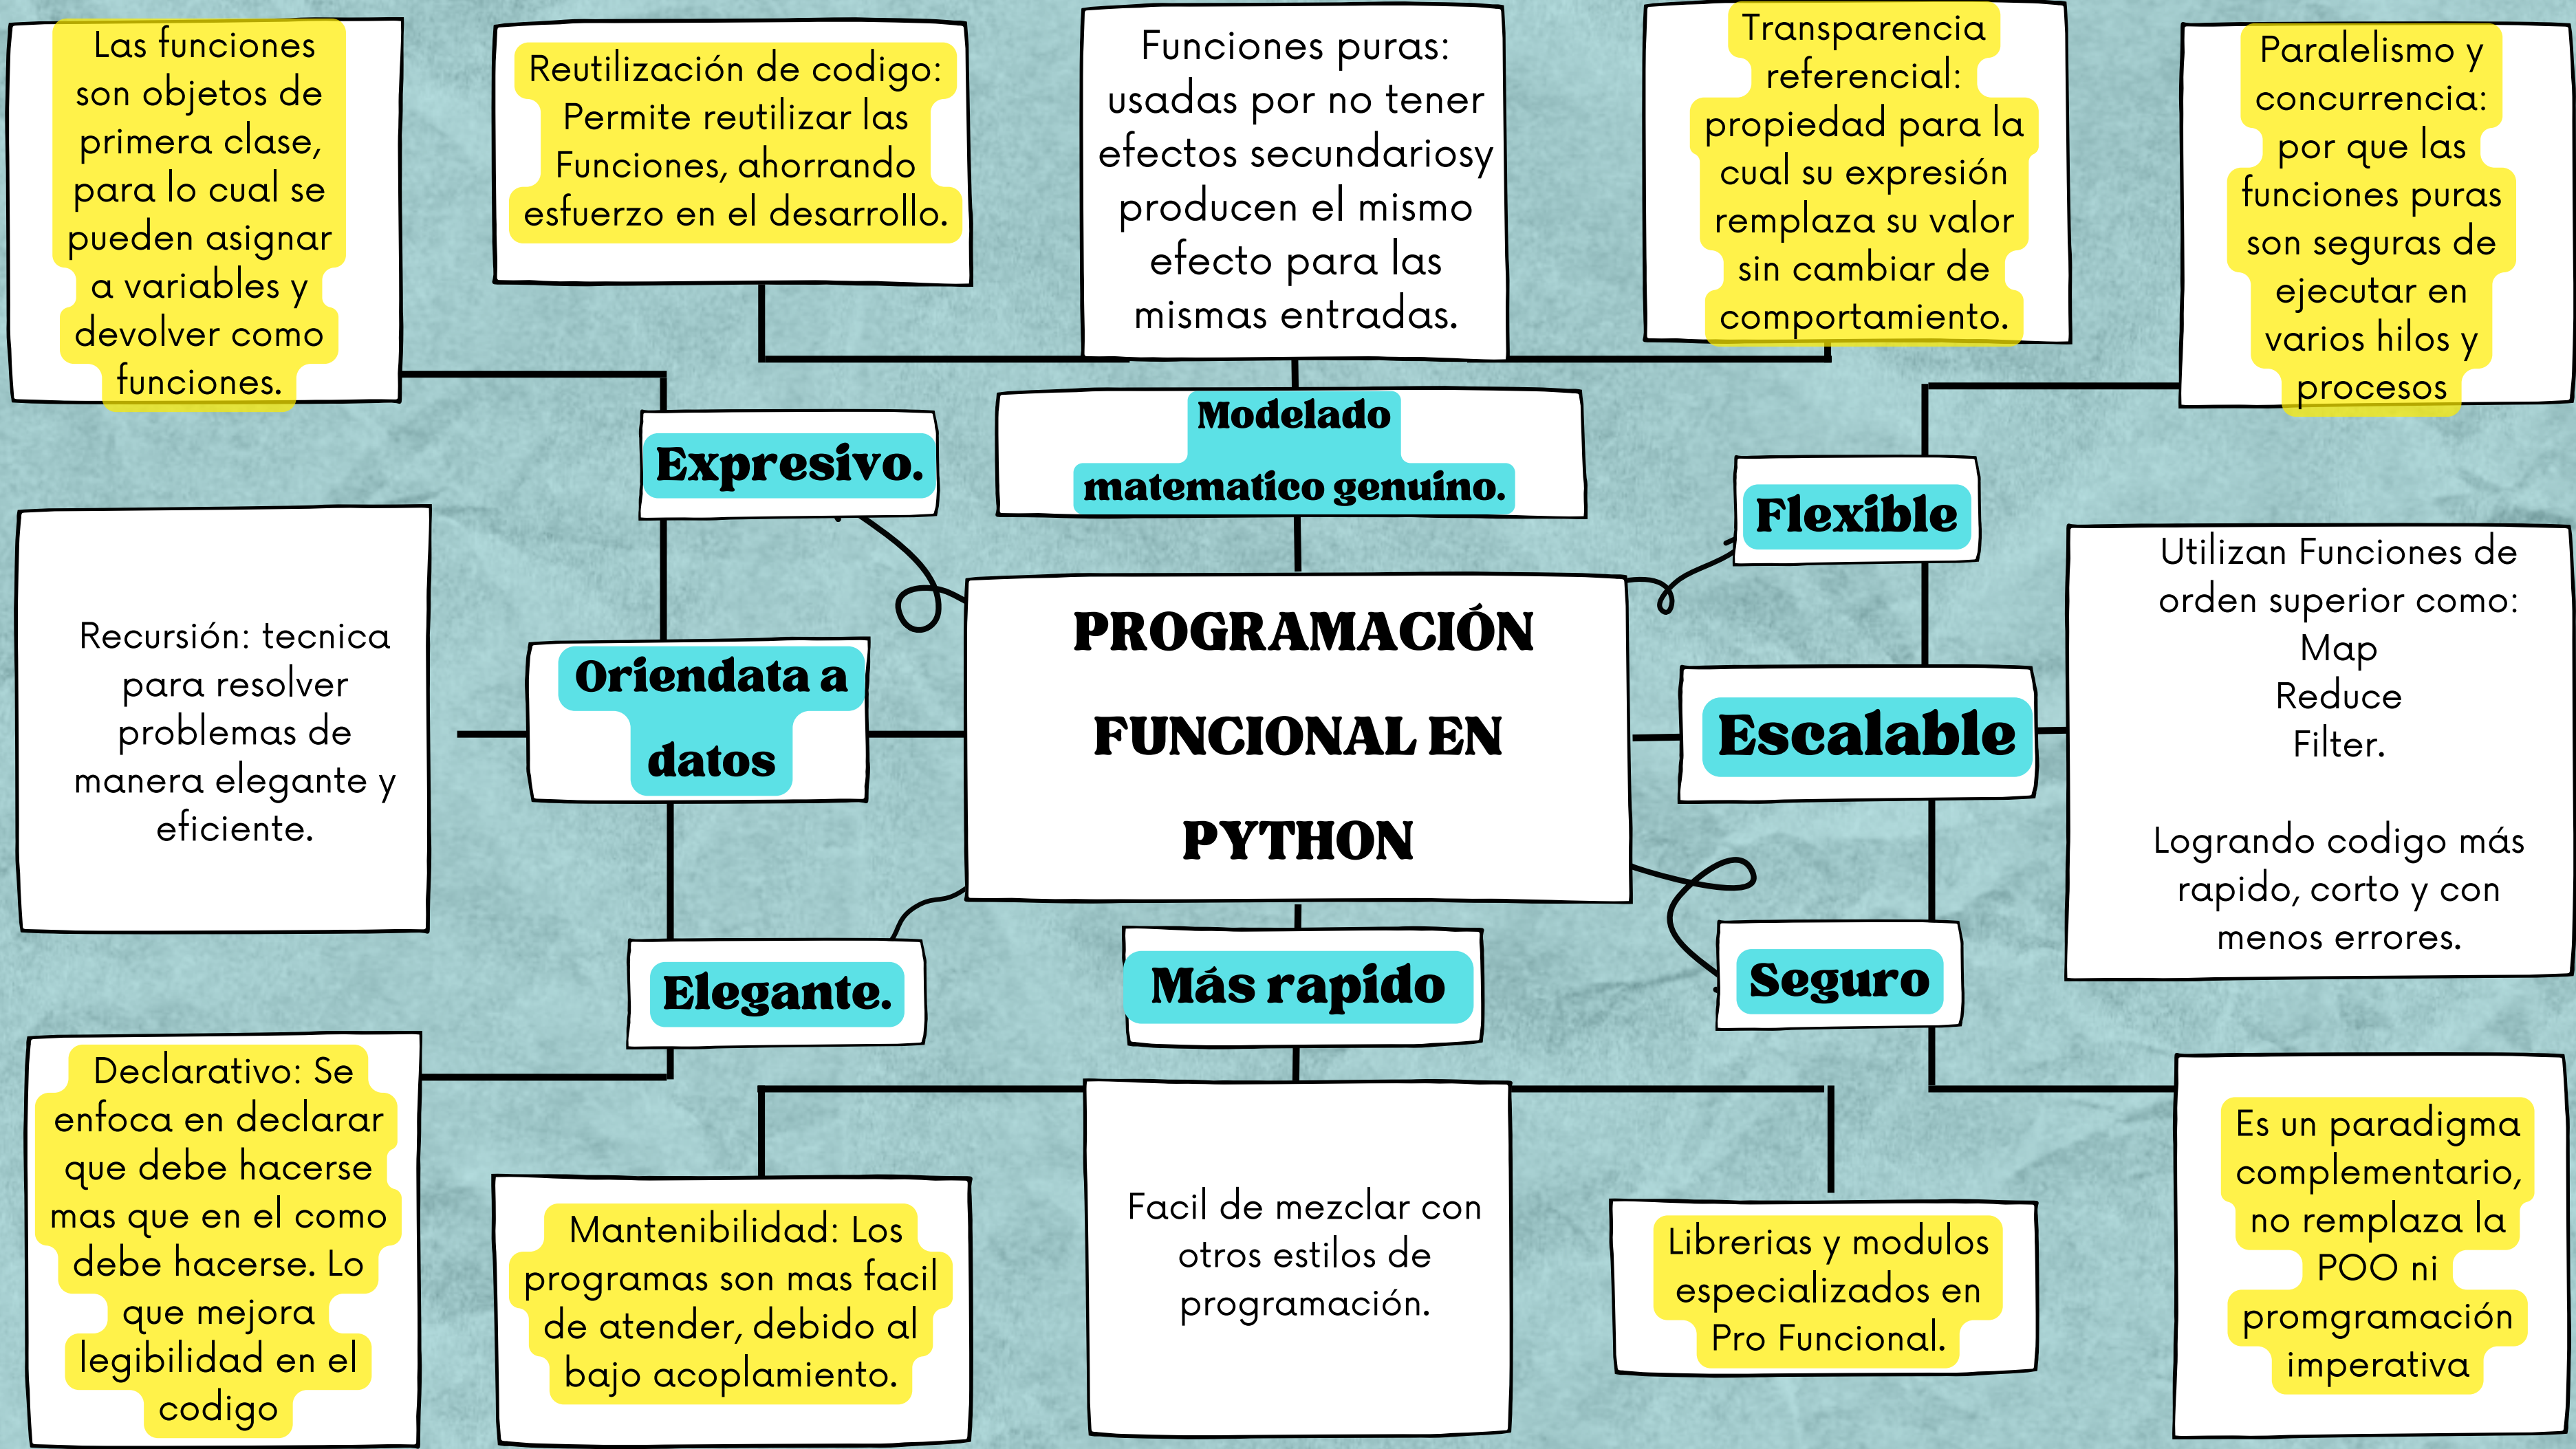 Las funciones
son objetos de
primera clase,
para lo cual se
pueden asignar
a variables y
devolver como
funciones.
Reutilización de codigo:
Permite reutilizar las
Funciones, ahorrando
esfuerzo en el desarrollo.
Funciones puras:
usadas por no tener
efectos secundariosy
producen el mismo
efecto para las
mismas entradas.
Transparencia
referencial:
propiedad para la
cual su expresión
remplaza su valor
sin cambiar de
comportamiento.
Paralelismo y
concurrencia:
por que las
funciones puras
son seguras de
ejecutar en
varios hilos y
procesos
Expresivo.
Modelado
matematico genuino.
Flexible
Recursión: tecnica
para resolver
problemas de
manera elegante y
eficiente.
Oriendata a
datos
PROGRAMACIÓN
FUNCIONAL EN
PYTHON
Escalable
Utilizan Funciones de
orden superior como:
Map
Reduce
Filter.
Logrando codigo más
rapido, corto y con
menos errores.
Elegante.
Más rapido
Seguro
Declarativo: Se
enfoca en declarar
que debe hacerse
mas que en el como
debe hacerse. Lo
que mejora
legibilidad en el
codigo
Mantenibilidad: Los
programas son mas facil
de atender, debido al
bajo acoplamiento.
Facil de mezclar con
otros estilos de
programación.
Librerias y modulos
especializados en
Pro Funcional.
Es un paradigma
complementario,
no remplaza la
POO ni
promgramación
imperativa